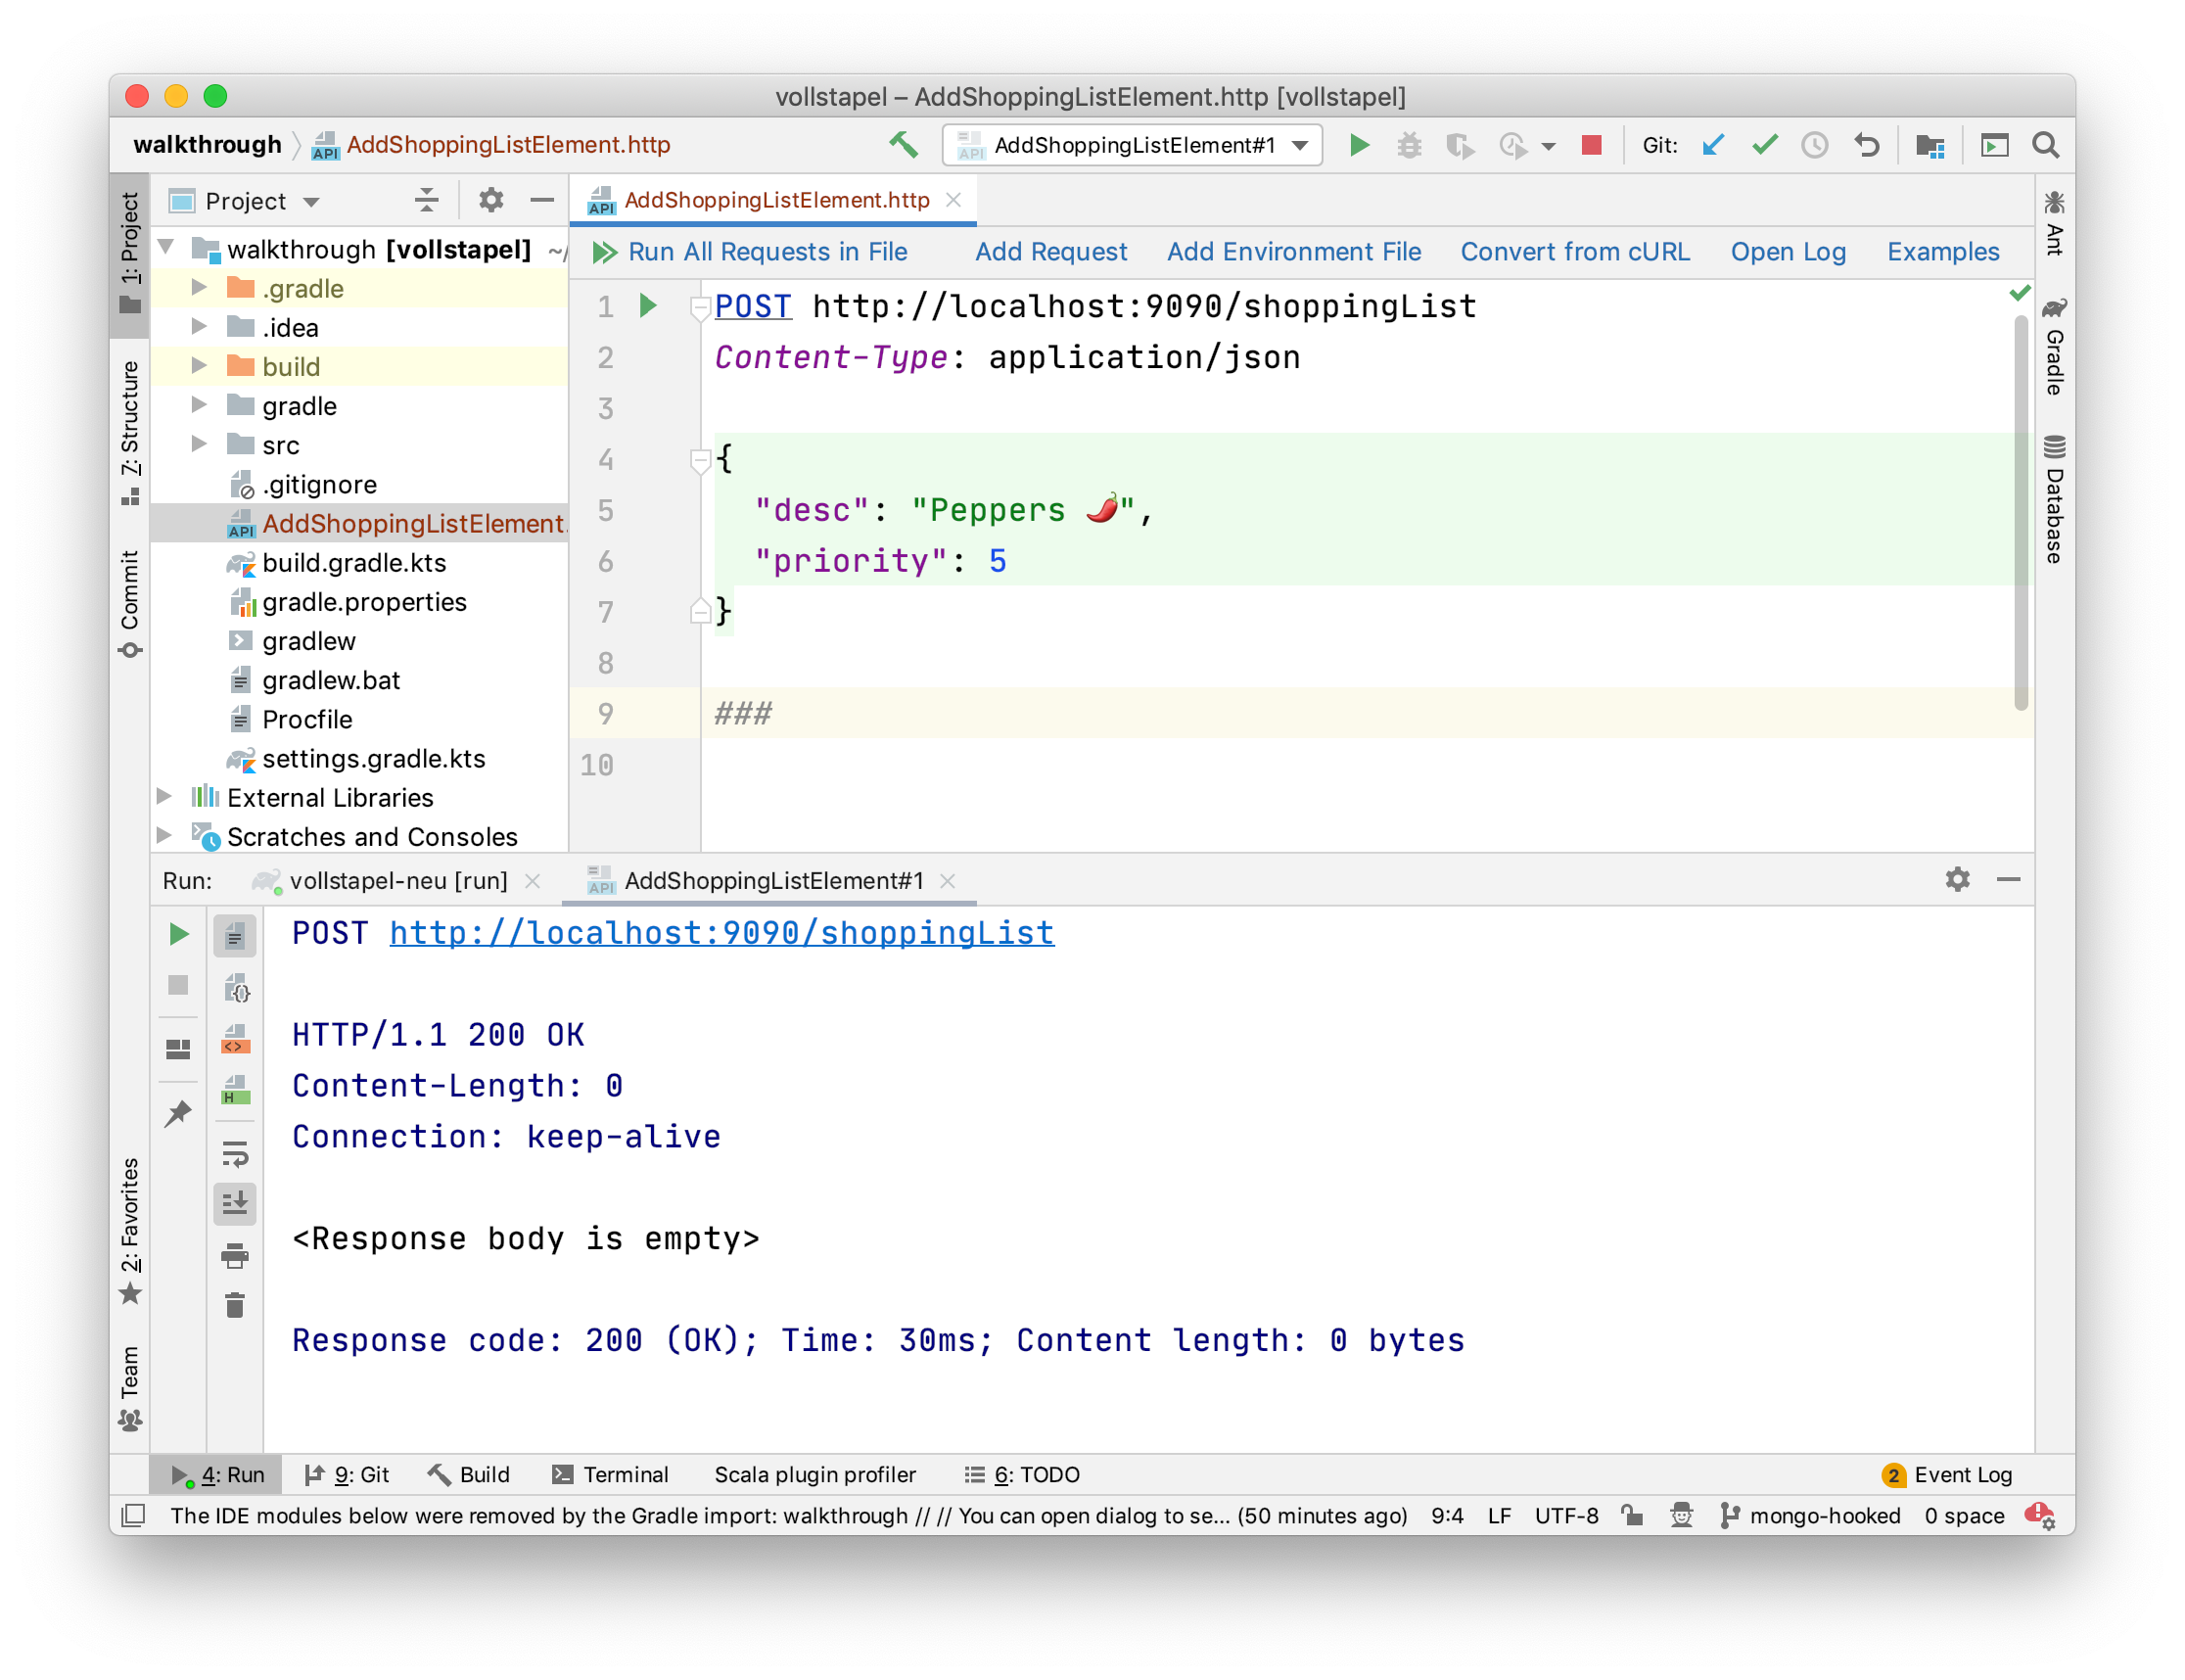 vollstapel – AddShoppingListElement.http [vollstapel]
walkthrough
API AddShoppingListElement.http
API AddShoppingListElement#1
Git:
1: Project
7: Structure
Commit
2: Favorites
Team
Project
walkthrough [vollstapel] ~/
.gradle
.idea
build
gradle
src
.gitignore
API AddShoppingListElement.
build.gradle.kts
gradle.properties
gradlew
gradlew.bat
Procfile
settings.gradle.kts
External Libraries
Scratches and Consoles
API AddShoppingListElement.http
Run All Requests in File Add Request Add Environment File Convert from cURL Open Log Examples
1 POST http://localhost:9090/shoppingList
2 Content-Type: application/json
3
4 {
5 "desc": "Peppers 🌶️",
6 "priority": 5
7 }
8
9 ###
10
Ant
Gradle
Database
Run: vollstapel-neu [run] API AddShoppingListElement#1
POST http://localhost:9090/shoppingList
HTTP/1.1 200 OK
Content-Length: 0
Connection: keep-alive
<Response body is empty>
Response code: 200 (OK); Time: 30ms; Content length: 0 bytes
4: Run 9: Git Build Terminal Scala plugin profiler 6: TODO 2 Event Log
The IDE modules below were removed by the Gradle import: walkthrough // // You can open dialog to se... (50 minutes ago) 9:4 LF UTF-8 mongo-hooked 0 space